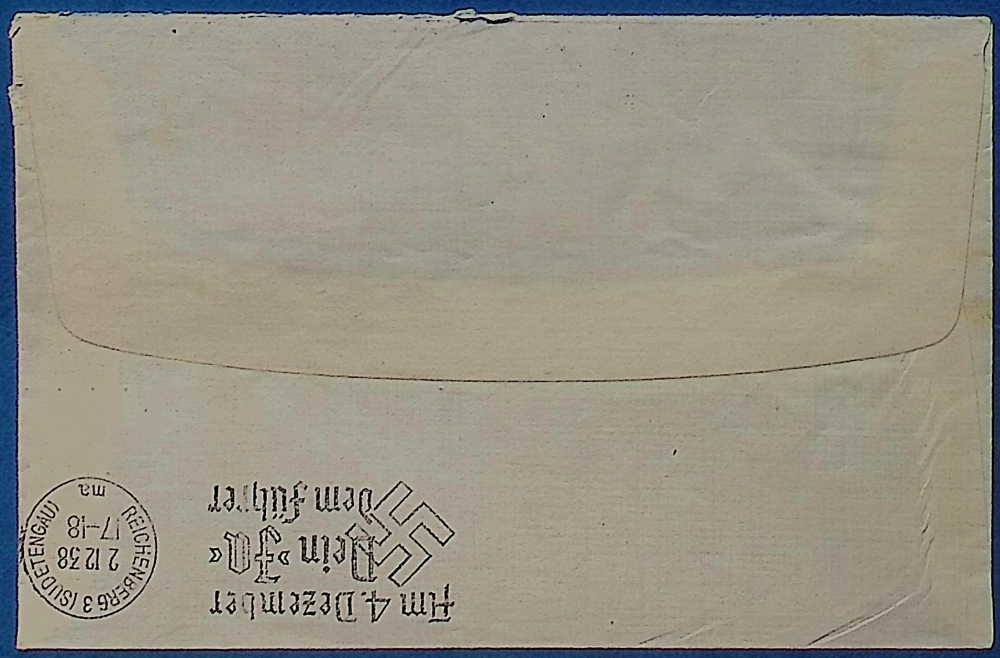 Am 4. Dezember
Dein »Ja«
dem Führer
REICHENBERG 3 (SUDETENGAU)
2.12.38
17-18
ma